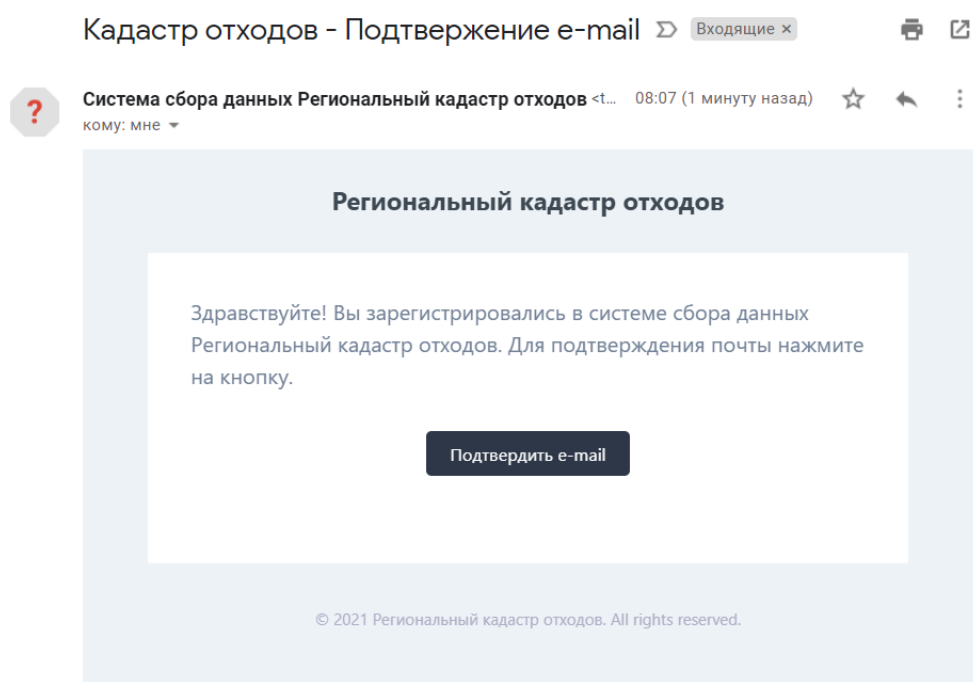 Кадастр отходов - Подтвержение e-mail Входящие ×
Система сбора данных Региональный кадастр отходов <t... 08:07 (1 минуту назад)
кому: мне
?
Региональный кадастр отходов
Здравствуйте! Вы зарегистрировались в системе сбора данных
Региональный кадастр отходов. Для подтверждения почты нажмите
на кнопку.
Подтвердить e-mail
© 2021 Региональный кадастр отходов. All rights reserved.